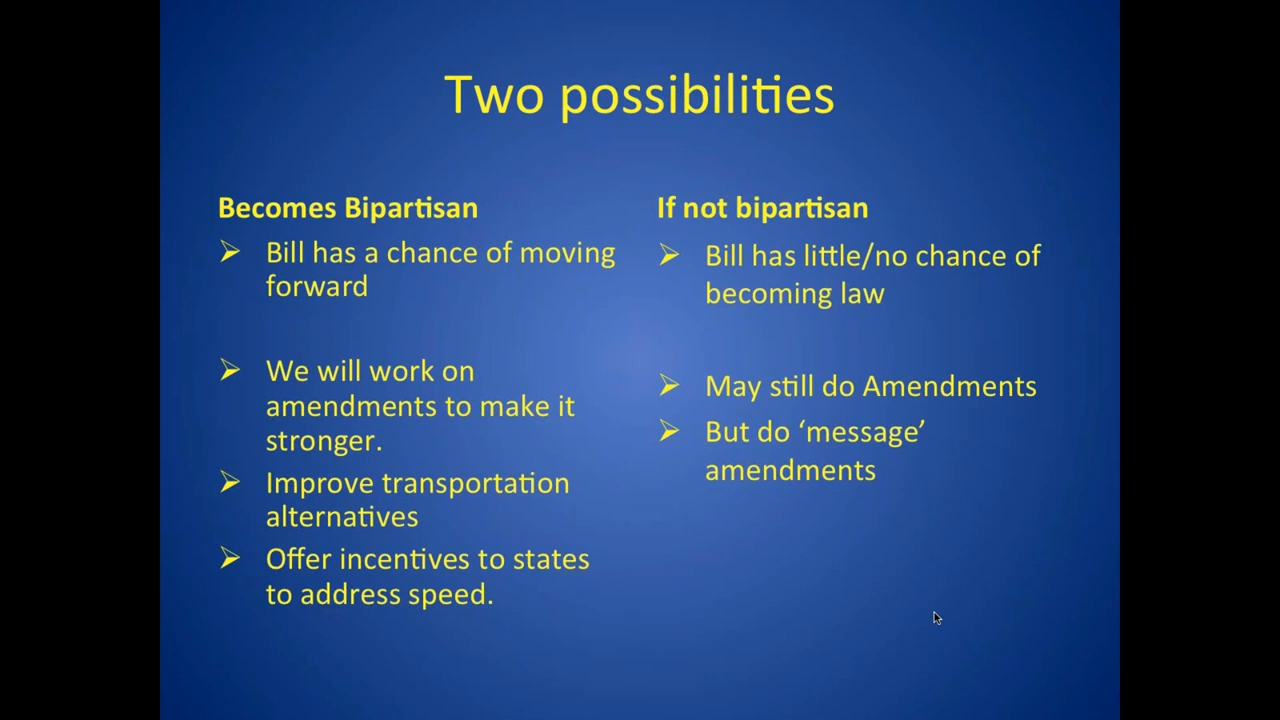 Two possibilities
Becomes Bipartisan
Bill has a chance of moving
forward
We will work on
amendments to make it
stronger.
Improve transportation
alternatives
Offer incentives to states
to address speed.
If not bipartisan
Bill has little/no chance of
becoming law
May still do Amendments
But do ‘message’
amendments